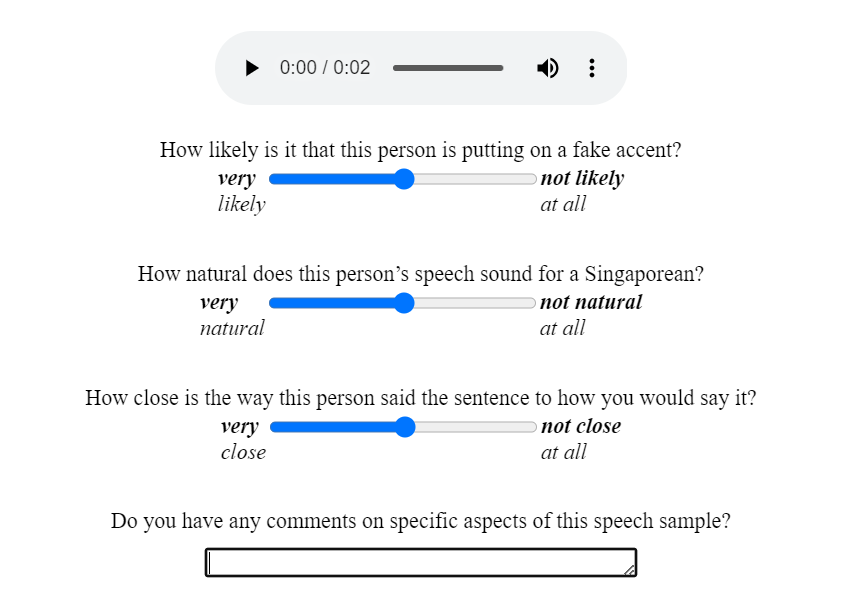 0:00 / 0:02
How likely is it that this person is putting on a fake accent?
very not likely
likely at all
How natural does this person’s speech sound for a Singaporean?
very not natural
natural at all
How close is the way this person said the sentence to how you would say it?
very not close
close at all
Do you have any comments on specific aspects of this speech sample?